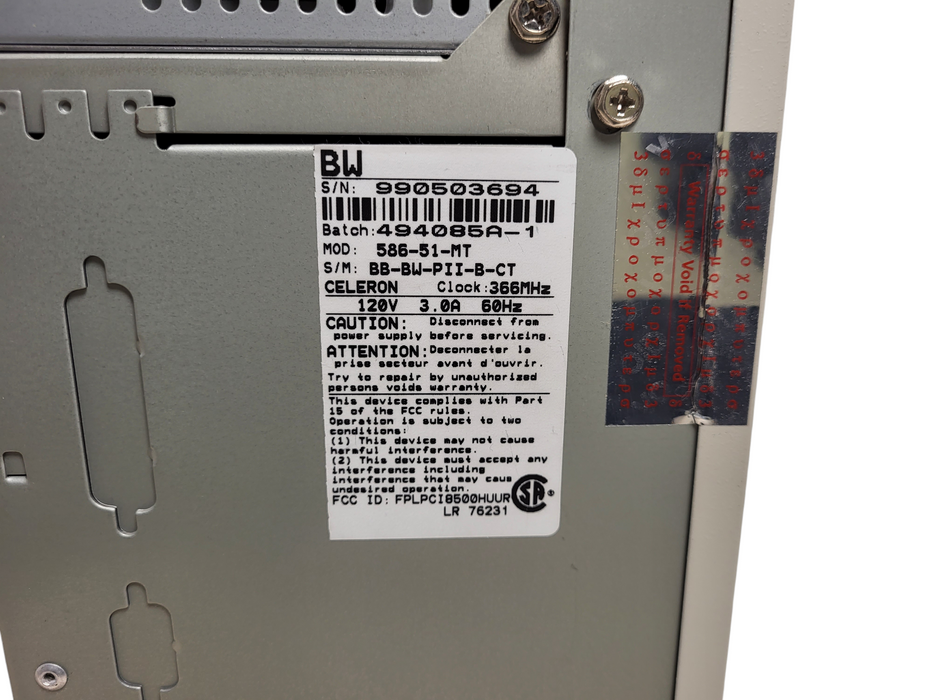 BW
S/N: 990503694
Batch:494085A-1
MOD: 586-51-MT
S/M: BB-BW-PII-B-CT
CELERON Clock:366MHz
120V 3.0A 60Hz
CAUTION: Disconnect from
power supply before servicing.
ATTENTION:Deconnecter la
prise secteur avant d'ouvrir.
Try to repair by unauthorized
persons voids warranty.
This device complies with Part
15 of the FCC rules.
Operation is subject to two
conditions:
(1) This device may not cause
harmful interference.
(2) This device must accept any
interference including
interference that may caus
undesired operation.
FCC ID: FPLPCI8500HUUR
LR 76231
SA ®
Warranty Void if Removed